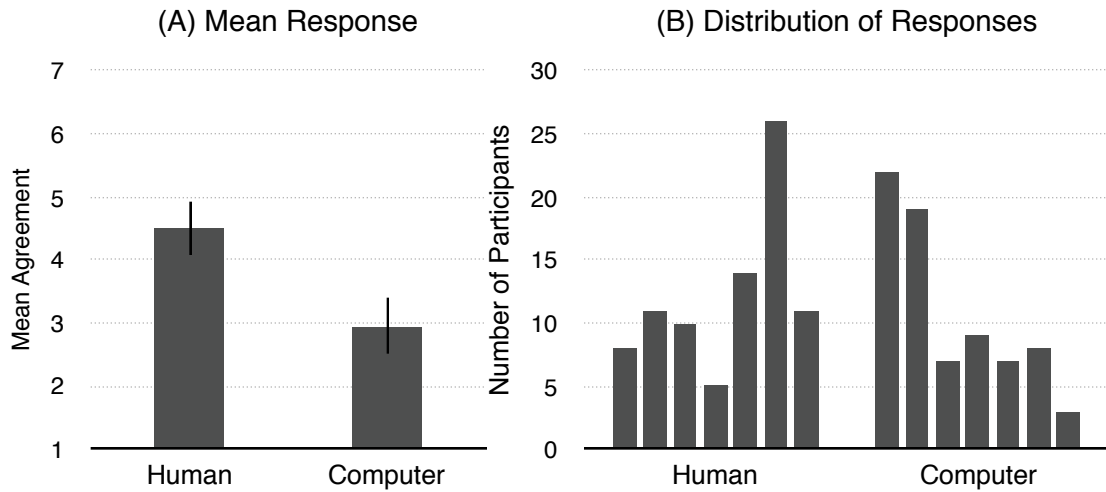 (A) Mean Response
7
6
5
4
3
2
1
Mean Agreement
Human Computer
(B) Distribution of Responses
30
25
20
15
10
5
0
Number of Participants
Human Computer